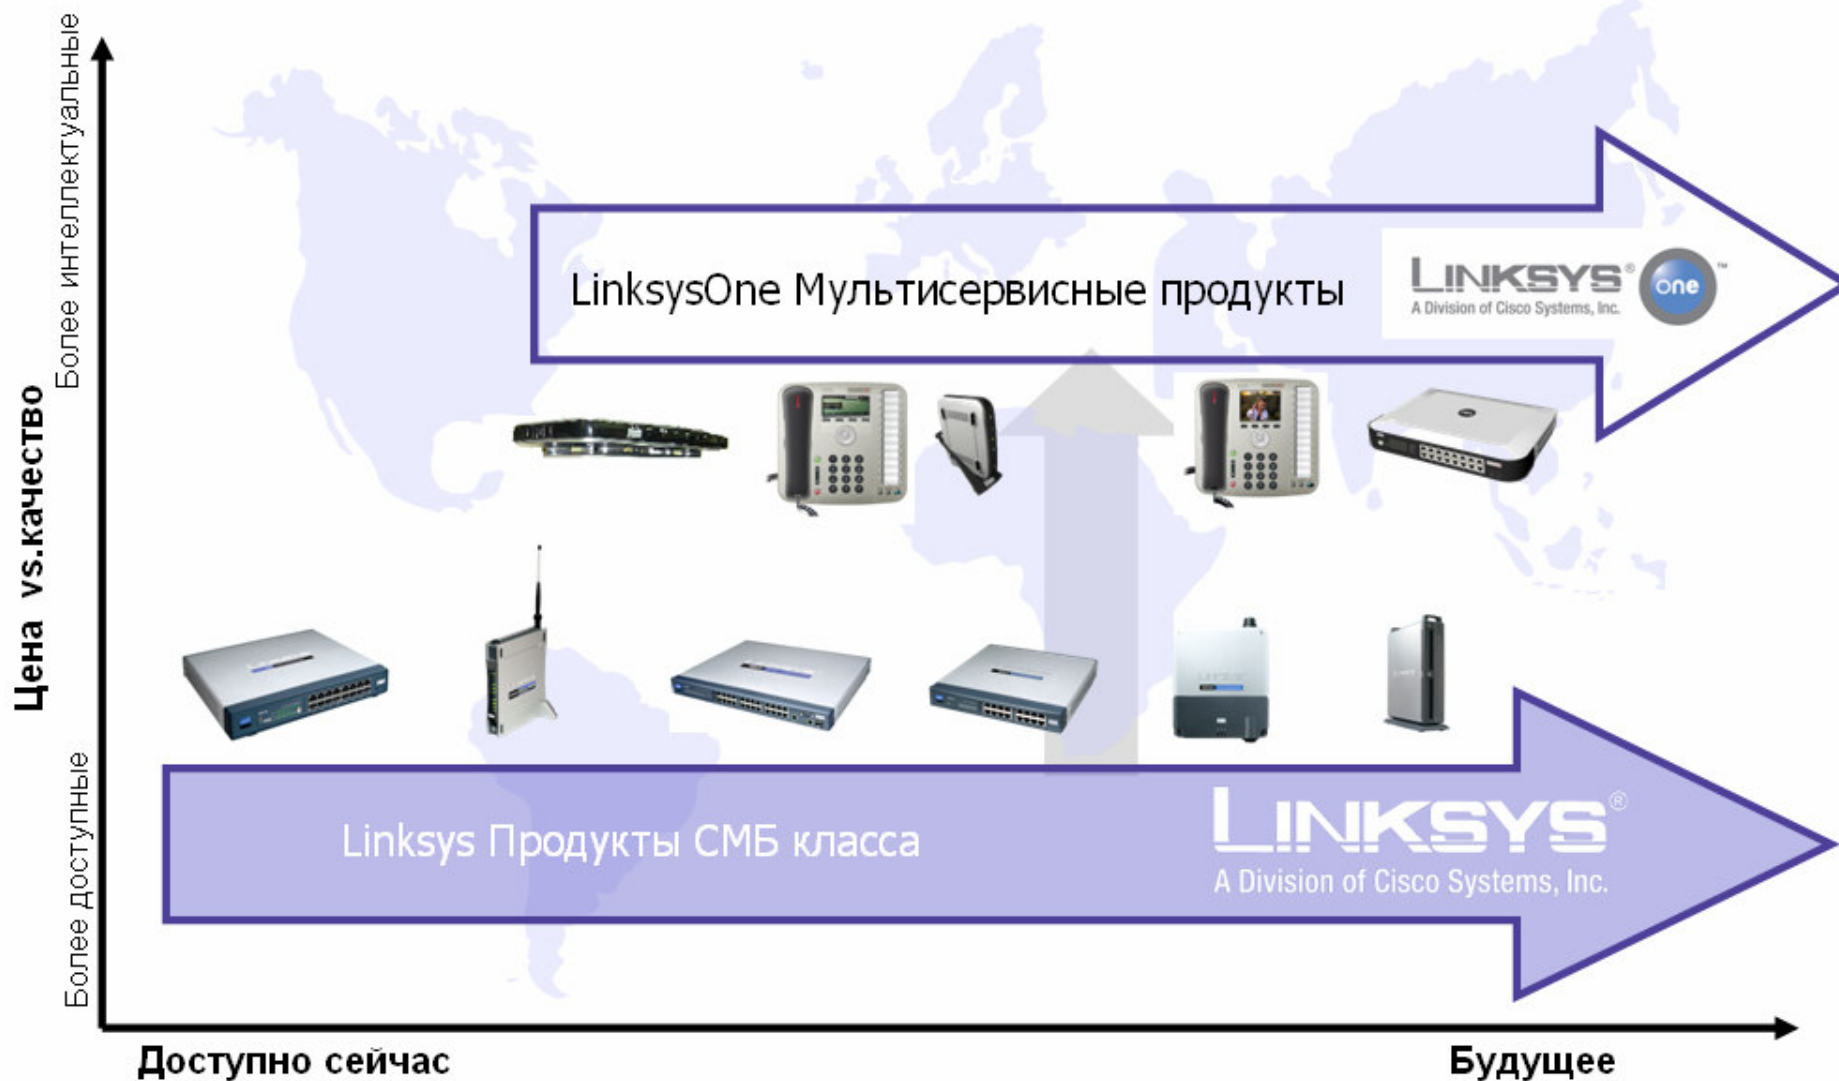 Более интеллектуальные
Цена vs.качество
Более доступные
LinksysOne Мультисервисные продукты
LINKSYS® one™
A Division of Cisco Systems, Inc.
Linksys Продукты СМБ класса
LINKSYS®
A Division of Cisco Systems, Inc.
Доступно сейчас
Будущее